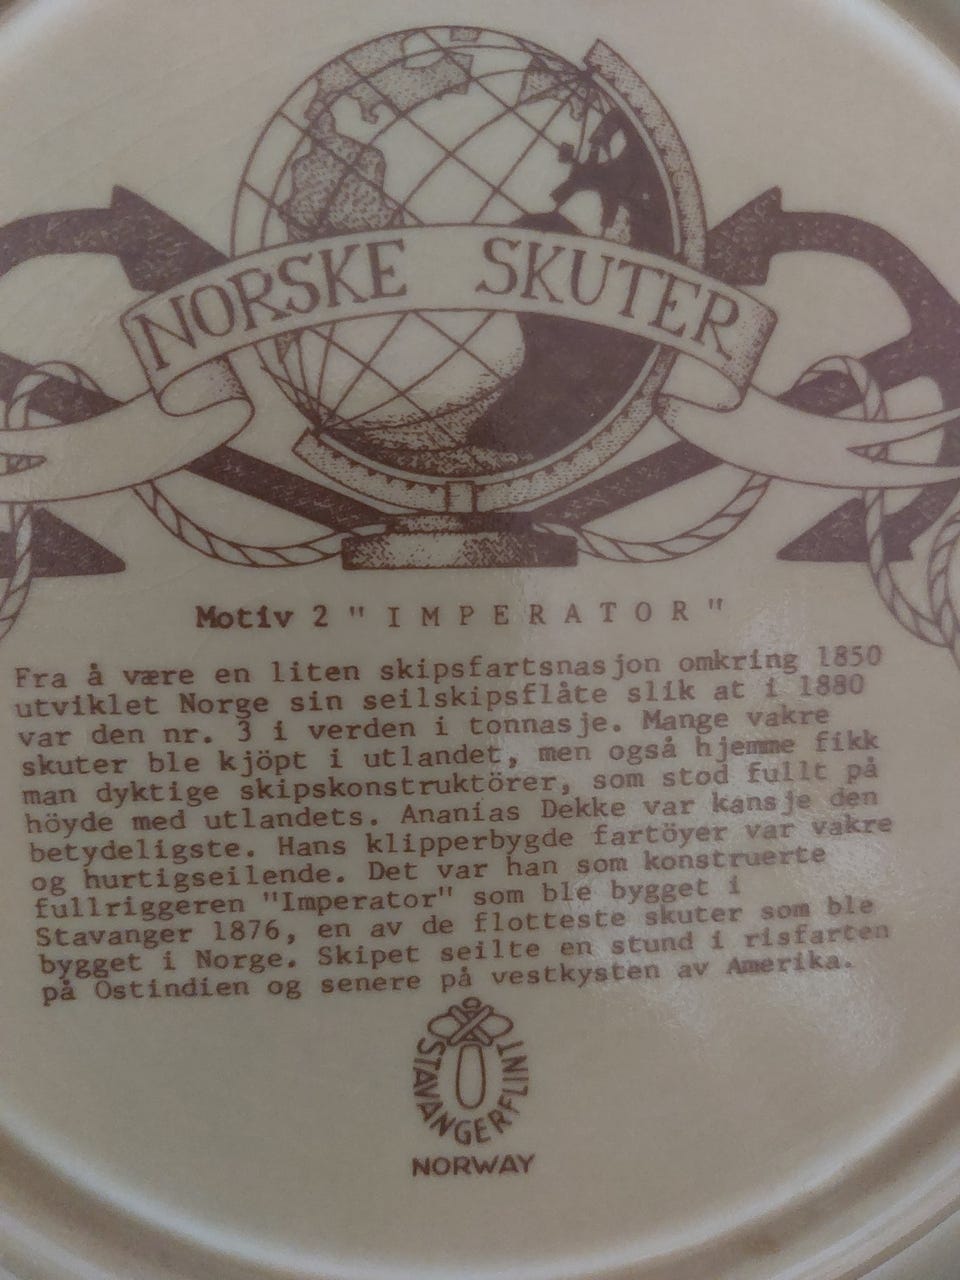 NORSKE SKUTER
Motiv 2 "IMPERATOR"
Fra å være en liten skipsfartsnasjon omkring 1850
utviklet Norge sin seilskipsflåte slik at i 1880
var den nr. 3 i verden i tonnasje. Mange vakre
skuter ble kjöpt i utlandet, men også hjemme fikk
man dyktige skipskonstruktörer, som stod fullt på
höyde med utlandets. Ananias Dekke var kansje den
betydeligste. Hans klipperbygde fartöyer var vakre
og hurtigseilende. Det var han som konstruerte
fullriggeren "Imperator" som ble bygget i
Stavanger 1876, en av de flotteste skuter som ble
bygget i Norge. Skipet seilte en stund i risfarten
på Ostindien og senere på vestkysten av Amerika.
STAVANGERFLINT
NORWAY